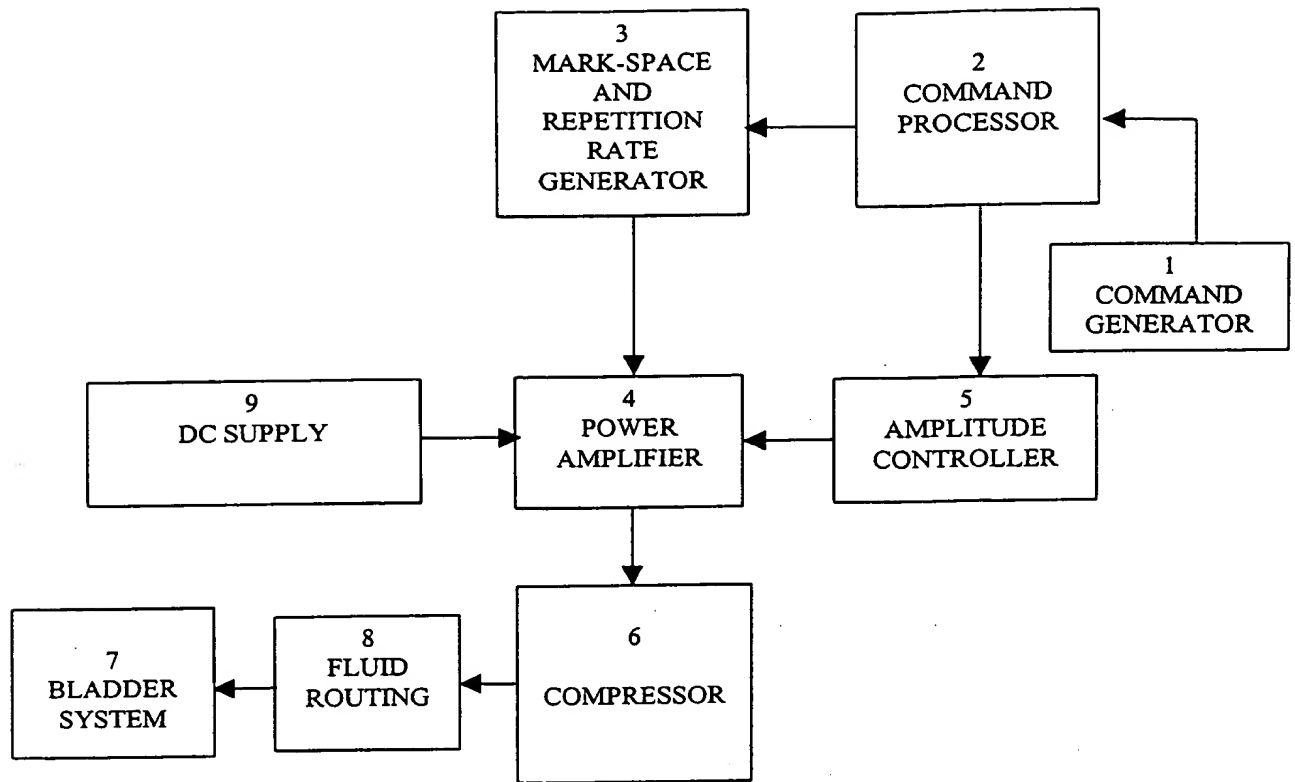 3
MARK-SPACE
AND
REPETITION
RATE
GENERATOR
2
COMMAND
PROCESSOR
1
COMMAND
GENERATOR
9
DC SUPPLY
4
POWER
AMPLIFIER
5
AMPLITUDE
CONTROLLER
7
BLADDER
SYSTEM
8
FLUID
ROUTING
6
COMPRESSOR